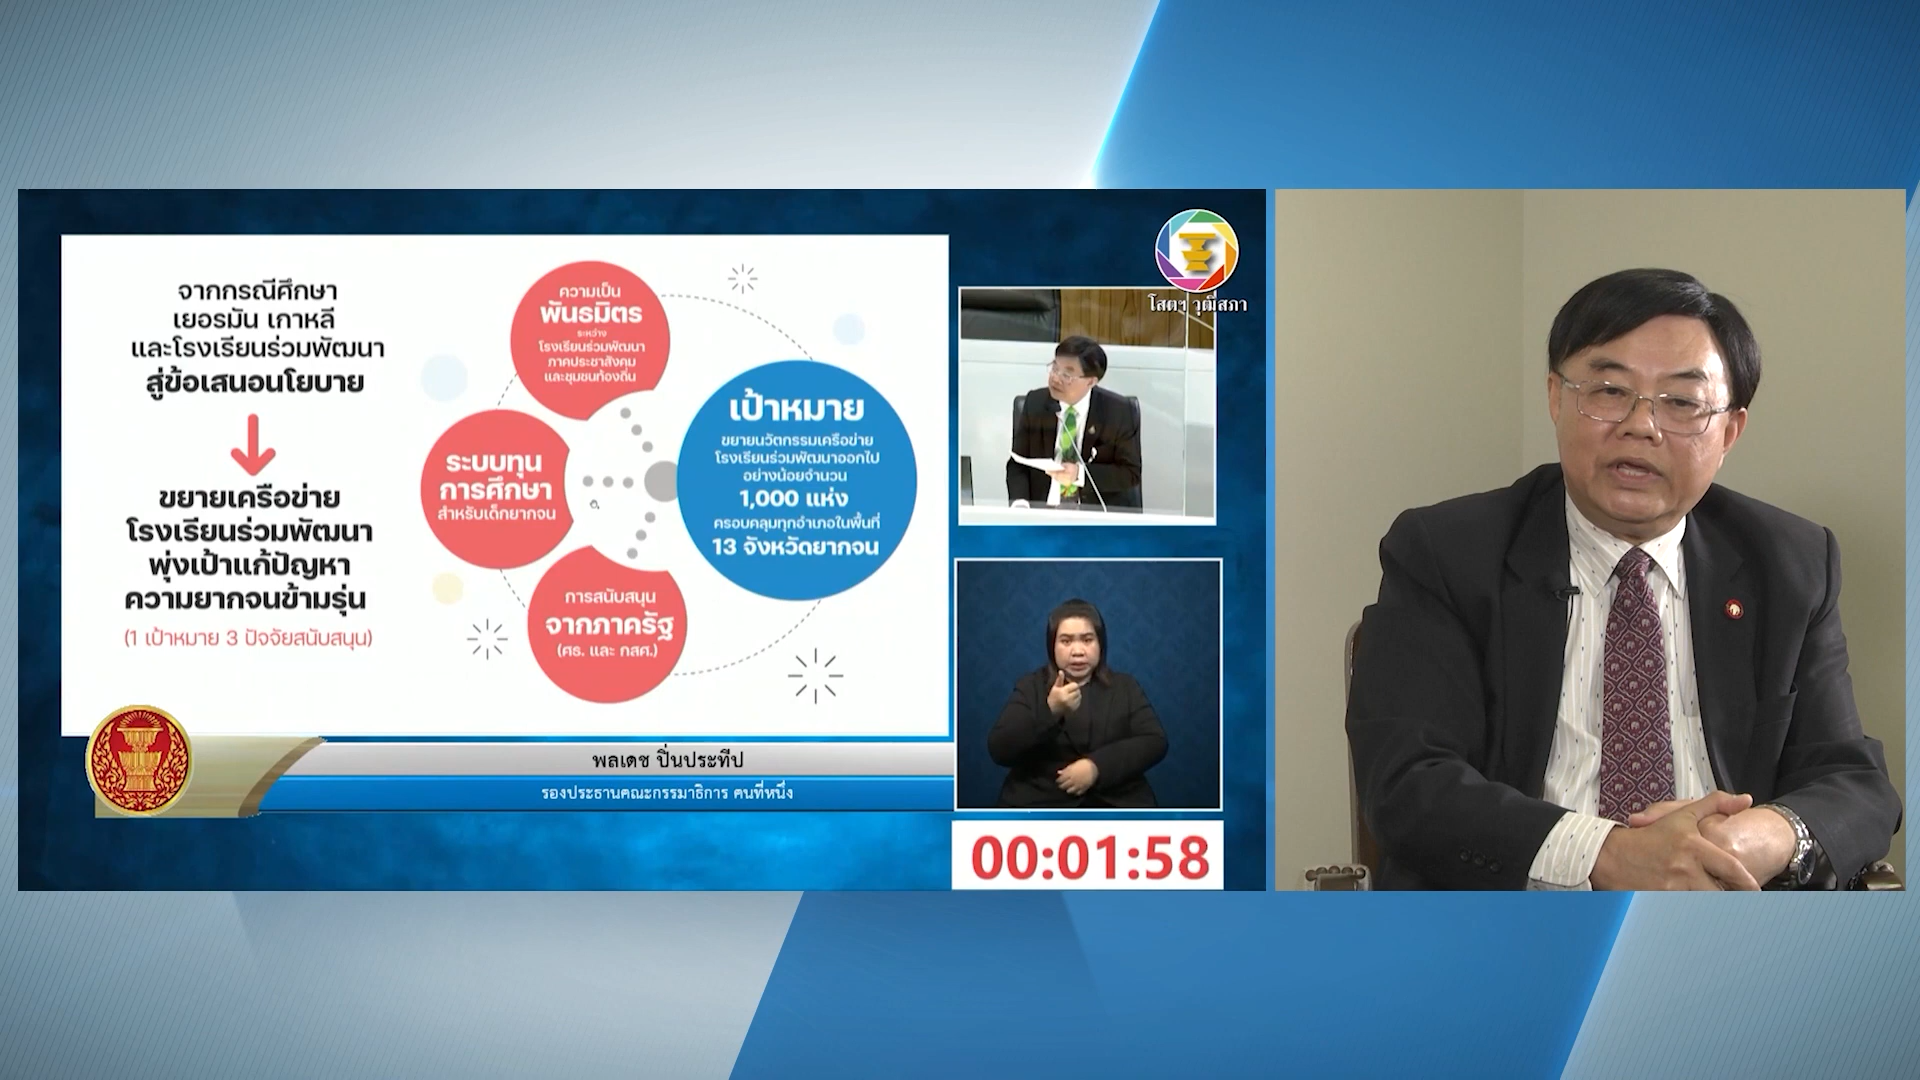 จากกรณีศึกษา
เยอรมัน เกาหลี
และโรงเรียนร่วมพัฒนา
สู่ข้อเสนอนโยบาย
ขยายเครือข่าย
โรงเรียนร่วมพัฒนา
พุ่งเป้าแก้ปัญหา
ความยากจนข้ามรุ่น
(1 เป้าหมาย 3 ปัจจัยสนับสนุน)
ความเป็น
พันธมิตร
ระหว่าง
โรงเรียนร่วมพัฒนา
ภาคประชาสังคม
และชุมชนท้องถิ่น
ระบบทุน
การศึกษา
สำหรับเด็กยากจน
การสนับสนุน
จากภาครัฐ
(ศธ. และ กสศ.)
เป้าหมาย
ขยายนวัตกรรมเครือข่าย
โรงเรียนร่วมพัฒนาออกไป
อย่างน้อยจำนวน
1,000 แห่ง
ครอบคลุมทุกอำเภอในพื้นที่
13 จังหวัดยากจน
โสตฯ วุฒิสภา
พลเดช ปิ่นประทีป
รองประธานคณะกรรมาธิการ คนที่หนึ่ง
00:01:58